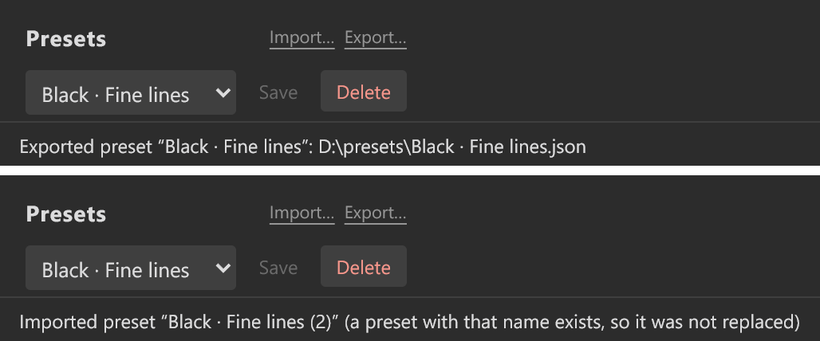 Presets Import... Export...
Black · Fine lines Save Delete
Exported preset “Black · Fine lines”: D:\presets\Black · Fine lines.json
Presets Import... Export...
Black · Fine lines Save Delete
Imported preset “Black · Fine lines (2)” (a preset with that name exists, so it was not replaced)